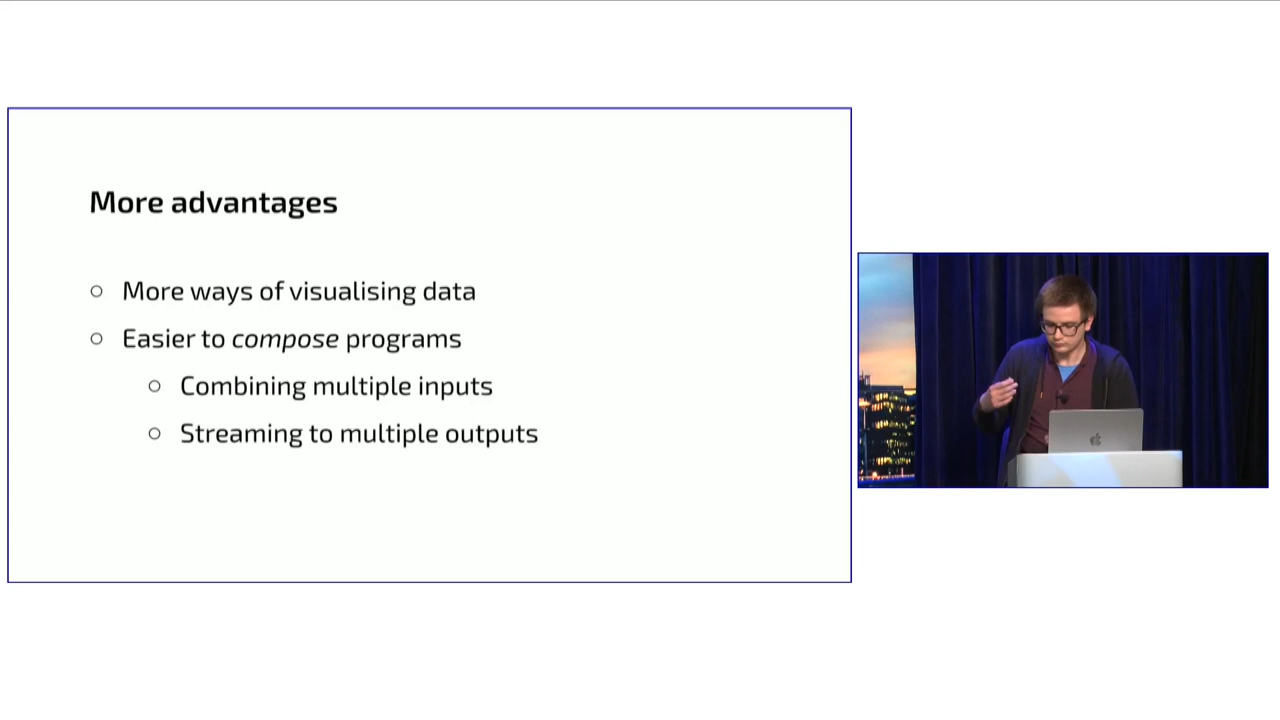 More advantages
More ways of visualising data
Easier to compose programs
Combining multiple inputs
Streaming to multiple outputs